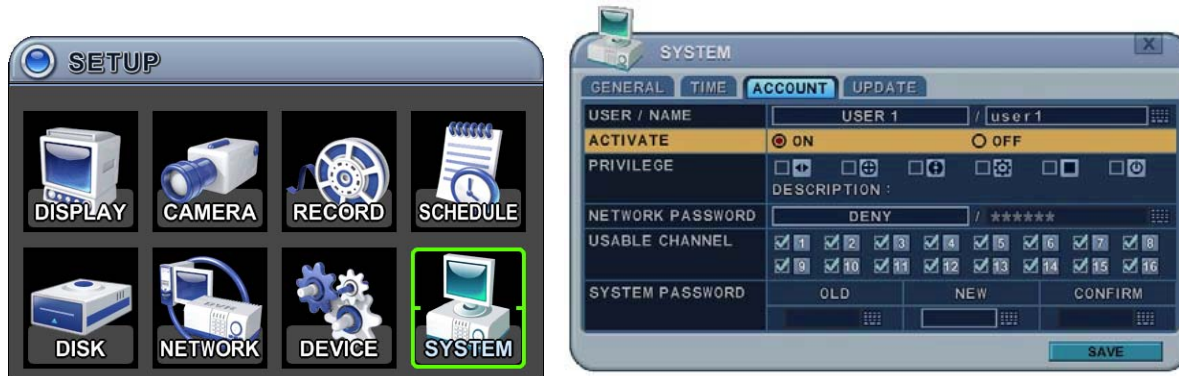 SETUP
DISPLAY CAMERA RECORD SCHEDULE
DISK NETWORK DEVICE SYSTEM
SYSTEM X
GENERAL TIME ACCOUNT UPDATE
USER / NAME USER 1 / user1
ACTIVATE ON OFF
PRIVILEGE
DESCRIPTION :
NETWORK PASSWORD DENY / ******
USABLE CHANNEL 1 2 3 4 5 6 7 8
9 10 11 12 13 14 15 16
SYSTEM PASSWORD OLD NEW CONFIRM
SAVE